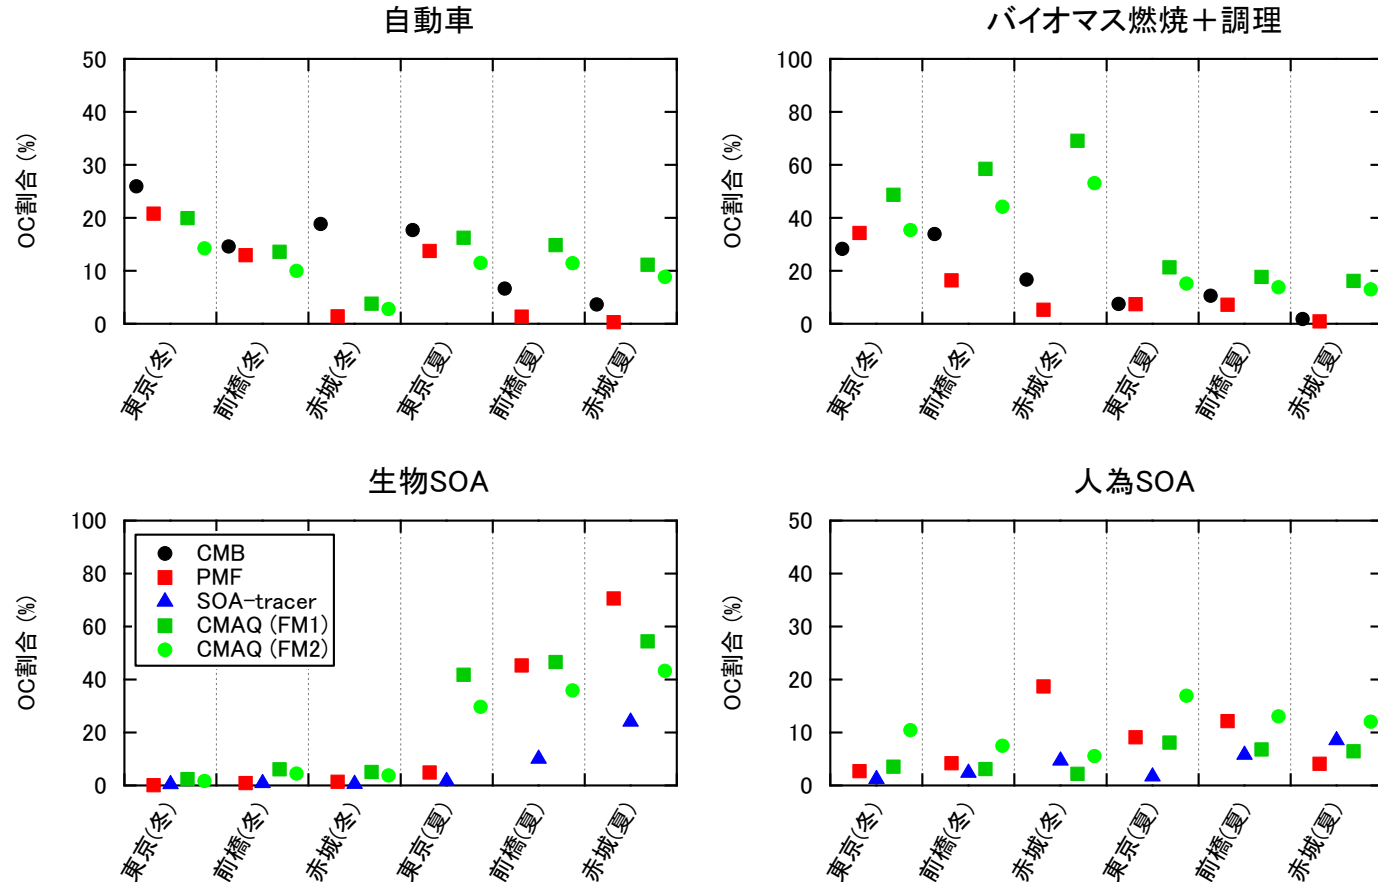 自動車
50
40
30
20
10
0
OC割合 (%)
東京(冬)
前橋(冬)
赤城(冬)
東京(夏)
前橋(夏)
赤城(夏)
バイオマス燃焼＋調理
100
80
60
40
20
0
OC割合 (%)
東京(冬)
前橋(冬)
赤城(冬)
東京(夏)
前橋(夏)
赤城(夏)
生物SOA
100
80
60
40
20
0
OC割合 (%)
CMB
PMF
SOA-tracer
CMAQ (FM1)
CMAQ (FM2)
東京(冬)
前橋(冬)
赤城(冬)
東京(夏)
前橋(夏)
赤城(夏)
人為SOA
50
40
30
20
10
0
OC割合 (%)
東京(冬)
前橋(冬)
赤城(冬)
東京(夏)
前橋(夏)
赤城(夏)